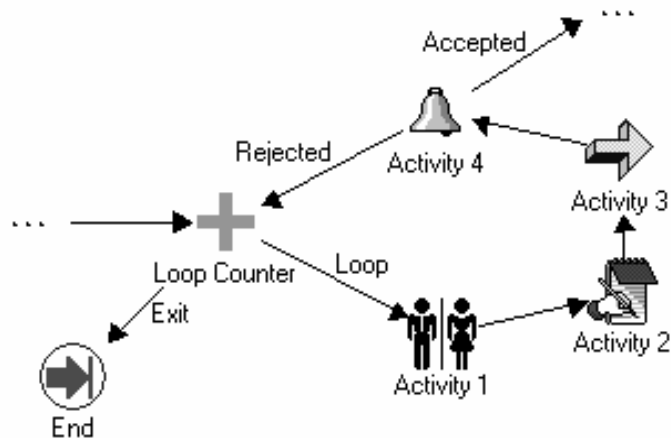 ...
Accepted
Activity 4
Rejected
Activity 3
...
Loop Counter
Loop
Exit
Activity 2
Activity 1
End